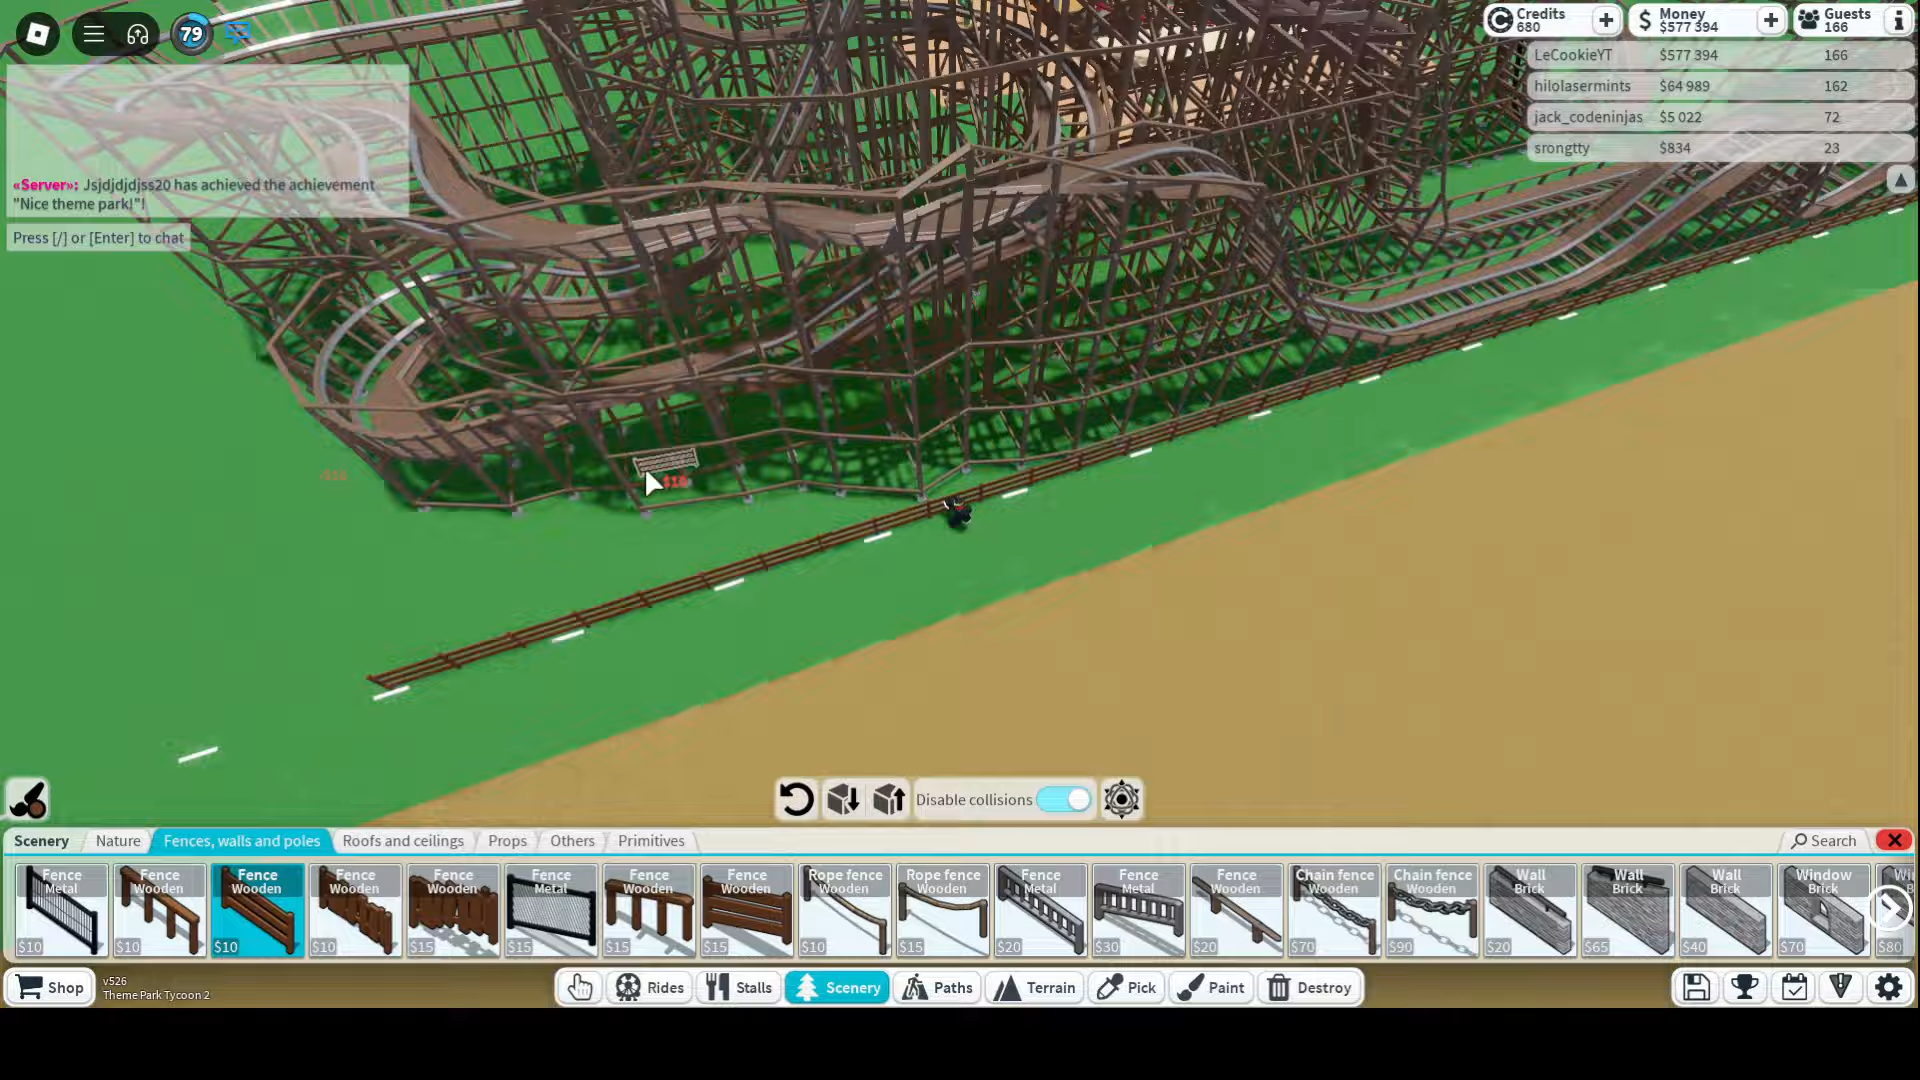 79
Credits
680
Money
$577 394
Guests
166
LeCookieYT $577 394 166
hilolasermints $64 989 162
jack_codeninjas $5 022 72
srongtty $834 23
«Server»: Jsjdjdjdjss20 has achieved the achievement
"Nice theme park!"!
Press [/] or [Enter] to chat
-$16
$16
Disable collisions
Scenery Nature Fences, walls and poles Roofs and ceilings Props Others Primitives Search
Fence Metal $10
Fence Wooden $10
Fence Wooden $10
Fence Wooden $10
Fence Wooden $15
Fence Metal $15
Fence Wooden $15
Fence Wooden $15
Rope fence Wooden $10
Rope fence Wooden $15
Fence Metal $20
Fence Metal $30
Fence Wooden $20
Chain fence Wooden $70
Chain fence Wooden $90
Wall Brick $20
Wall Brick $65
Wall Brick $40
Window Brick $70
$80
Shop
v526
Theme Park Tycoon 2
Rides Stalls Scenery Paths Terrain Pick Paint Destroy